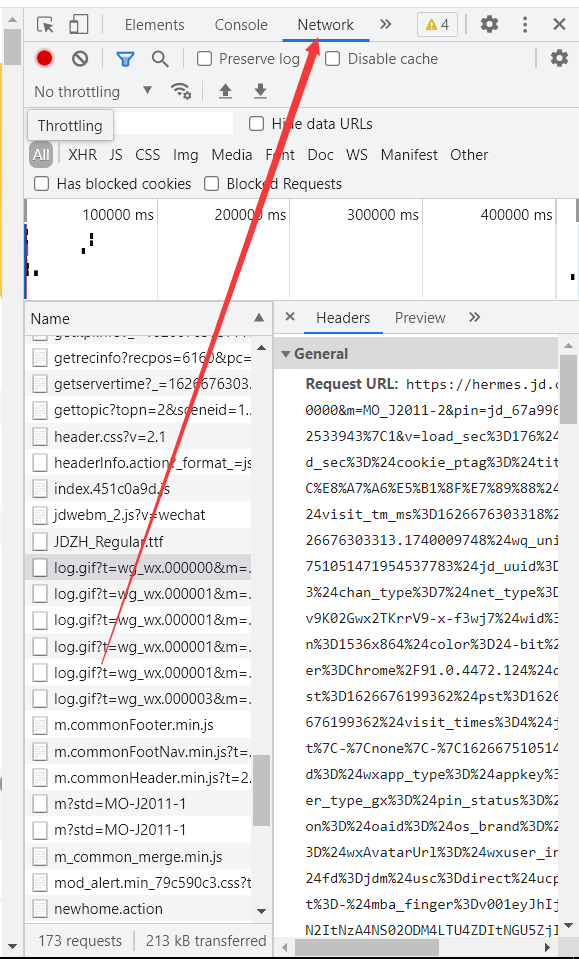 Elements Console Network 4
Preserve log Disable cache
No throttling
Throttling
Hide data URLs
All XHR JS CSS Img Media Font Doc WS Manifest Other
Has blocked cookies Blocked Requests
100000 ms 200000 ms 300000 ms 400000 ms
Name
getrecinfo?recpos=6160&pc=
getservertime?_=1626676303...
gettopic?topn=2&sceneid=1...
header.css?v=2.1
headerInfo.action?_format_=js
index.451c0a9d.js
jdwebm_2.js?v=wechat
JDZH_Regular.ttf
log.gif?t=wg_wx.000000&m=...
log.gif?t=wg_wx.000001&m=...
log.gif?t=wg_wx.000001&m=...
log.gif?t=wg_wx.000001&m=...
log.gif?t=wg_wx.000001&m=...
log.gif?t=wg_wx.000003&m=...
m.commonFooter.min.js
m.commonFootNav.min.js?t=...
m.commonHeader.min.js?t=2...
m?std=MO-J2011-1
m?std=MO-J2011-1
m_common_merge.min.js
mod_alert.min_79c590c3.css?t
newhome.action
173 requests 213 kB transferred
Headers Preview
General
Request URL: https://hermes.jd.c
0000&m=MO_J2011-2&pin=jd_67a996
2533943%7C1&v=load_sec%3D176%24
d_sec%3D%24cookie_ptag%3D%24tit
C%E8%A7%A6%E5%B1%8F%E7%89%88%24
24visit_tm_ms%3D1626676303318%2
26676303313.1740009748%24wq_uni
751051471954537783%24jd_uuid%3D
3%24chan_type%3D7%24net_type%3D
v9K02Gwx2TKrrV9-x-f3wj7%24wid%3
n%3D1536x864%24color%3D24-bit%2
er%3DChrome%2F91.0.4472.124%24d
st%3D1626676199362%24pst%3D1626
676199362%24visit_times%3D4%24j
t%7C-%7Cnone%7C-%7C162667510514
d%3D%24wxapp_type%3D%24appkey%3
er_type_gx%3D%24pin_status%3D%2
on%3D%24oaid%3D%24os_brand%3D%2
3D%24wxAvatarUrl%3D%24wxuser_in
%24fd%3Djdm%24usc%3Ddirect%24ucp
t%3D-%24mba_finger%3Dv001eyJhIj
N2ItNzA4NS02ODM4LTU4ZDItNGU5ZjI